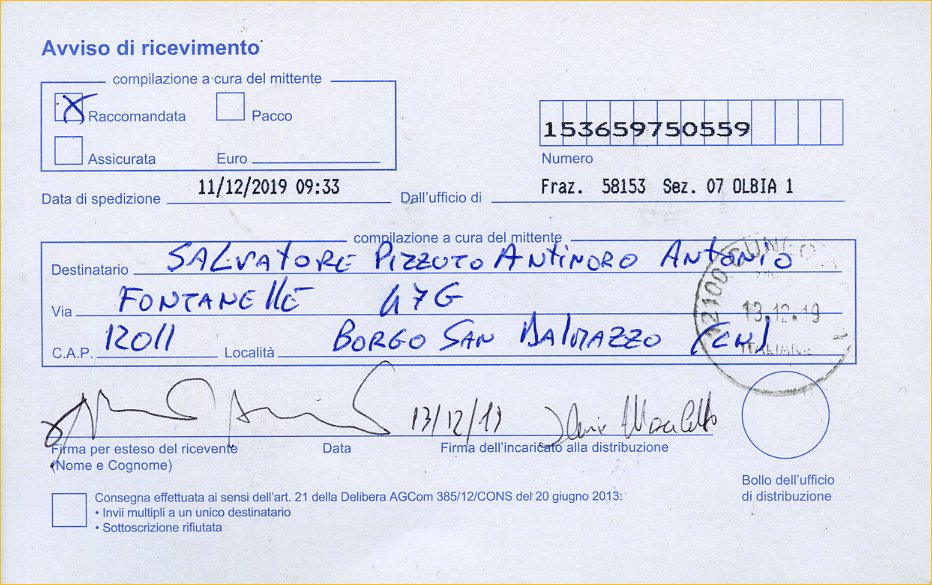 Avviso di ricevimento
compilazione a cura del mittente
Raccomandata
Pacco
Assicurata
Euro
153659750559
Numero
Data di spedizione 11/12/2019 09:33
Dall'ufficio di Fraz. 58153 Sez. 07 OLBIA 1
compilazione a cura del mittente
Destinatario SALVATORE PIZZUTO ANTINORO ANTONIO
Via FONTANELLE 47G
C.A.P. 12011 Località BORGO SAN DALMAZZO (CN)
12100 CUNEO
13.12.19
13/12/19
Firma per esteso del ricevente
(Nome e Cognome)
Data
Firma dell'incaricato alla distribuzione
Bollo dell'ufficio
di distribuzione
Consegna effettuata ai sensi dell'art. 21 della Delibera AGCom 385/12/CONS del 20 giugno 2013:
• Invii multipli a un unico destinatario
• Sottoscrizione rifiutata